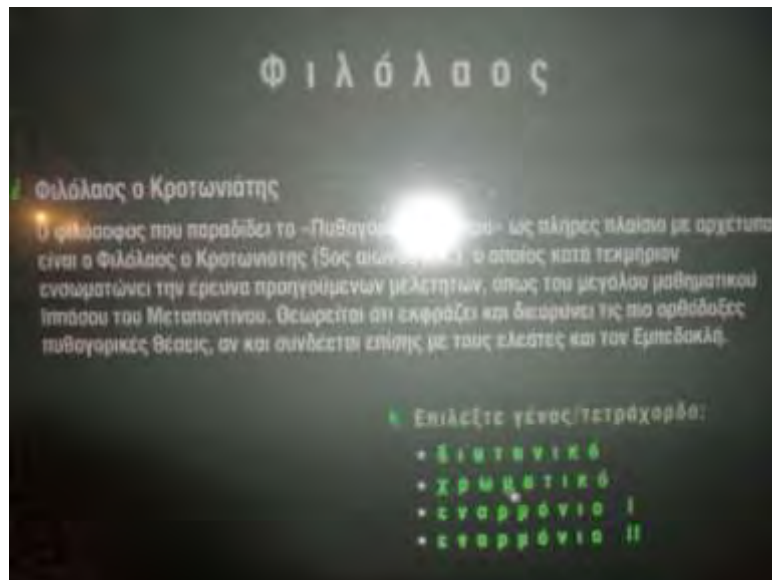 Φιλόλαος
Φιλόλαος ο Κροτωνιάτης
Ο φιλόσοφος που παραδίδει το ως πλήρες πλαίσιο με αρχέτυπα
είναι ο Φιλόλαος ο Κροτωνιάτης (5ος ο οποίος κατά τεκμήριον
ενσωματώνει την έρευνα προηγούμενων μελετητών, όπως του μεγάλου μαθηματικού
Ιππάσου του Μεταποντίνου. Θεωρείται ότι εκφράζει και διευρύνει τις πιο ορθόδοξες
πυθαγορικές θέσεις, αν και συνδέεται επίσης με τους ελεάτες και τον Εμπεδοκλή.
Επιλέξτε γένος/τετράχορδο:
• διατονικό
• χρωματικό
• εναρμόνιο I
• εναρμόνιο II